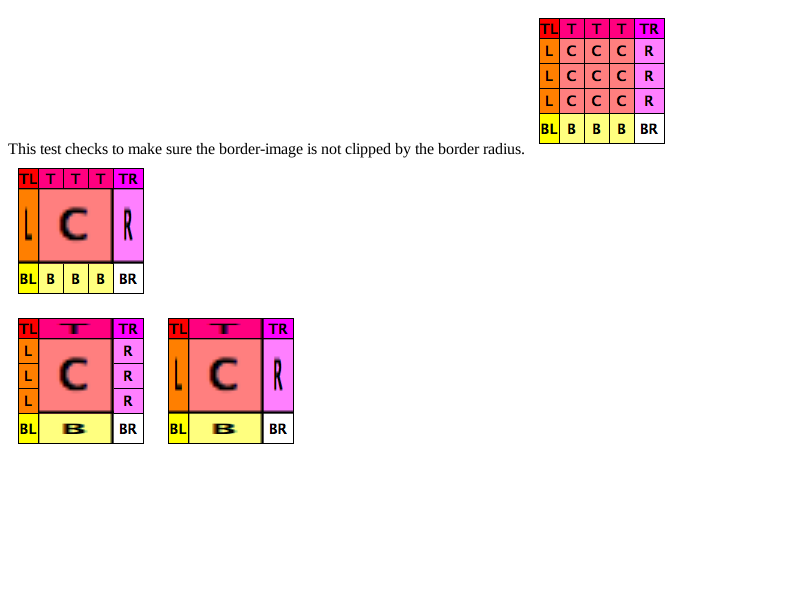 TL T T T TR
L C C C R
L C C C R
L C C C R
BL B B B BR
This test checks to make sure the border-image is not clipped by the border radius.
TL T T T TR
L C R
BL B B B BR
TL T TR
L C R
L R
L R
BL B BR
TL T TR
L C R
BL B BR